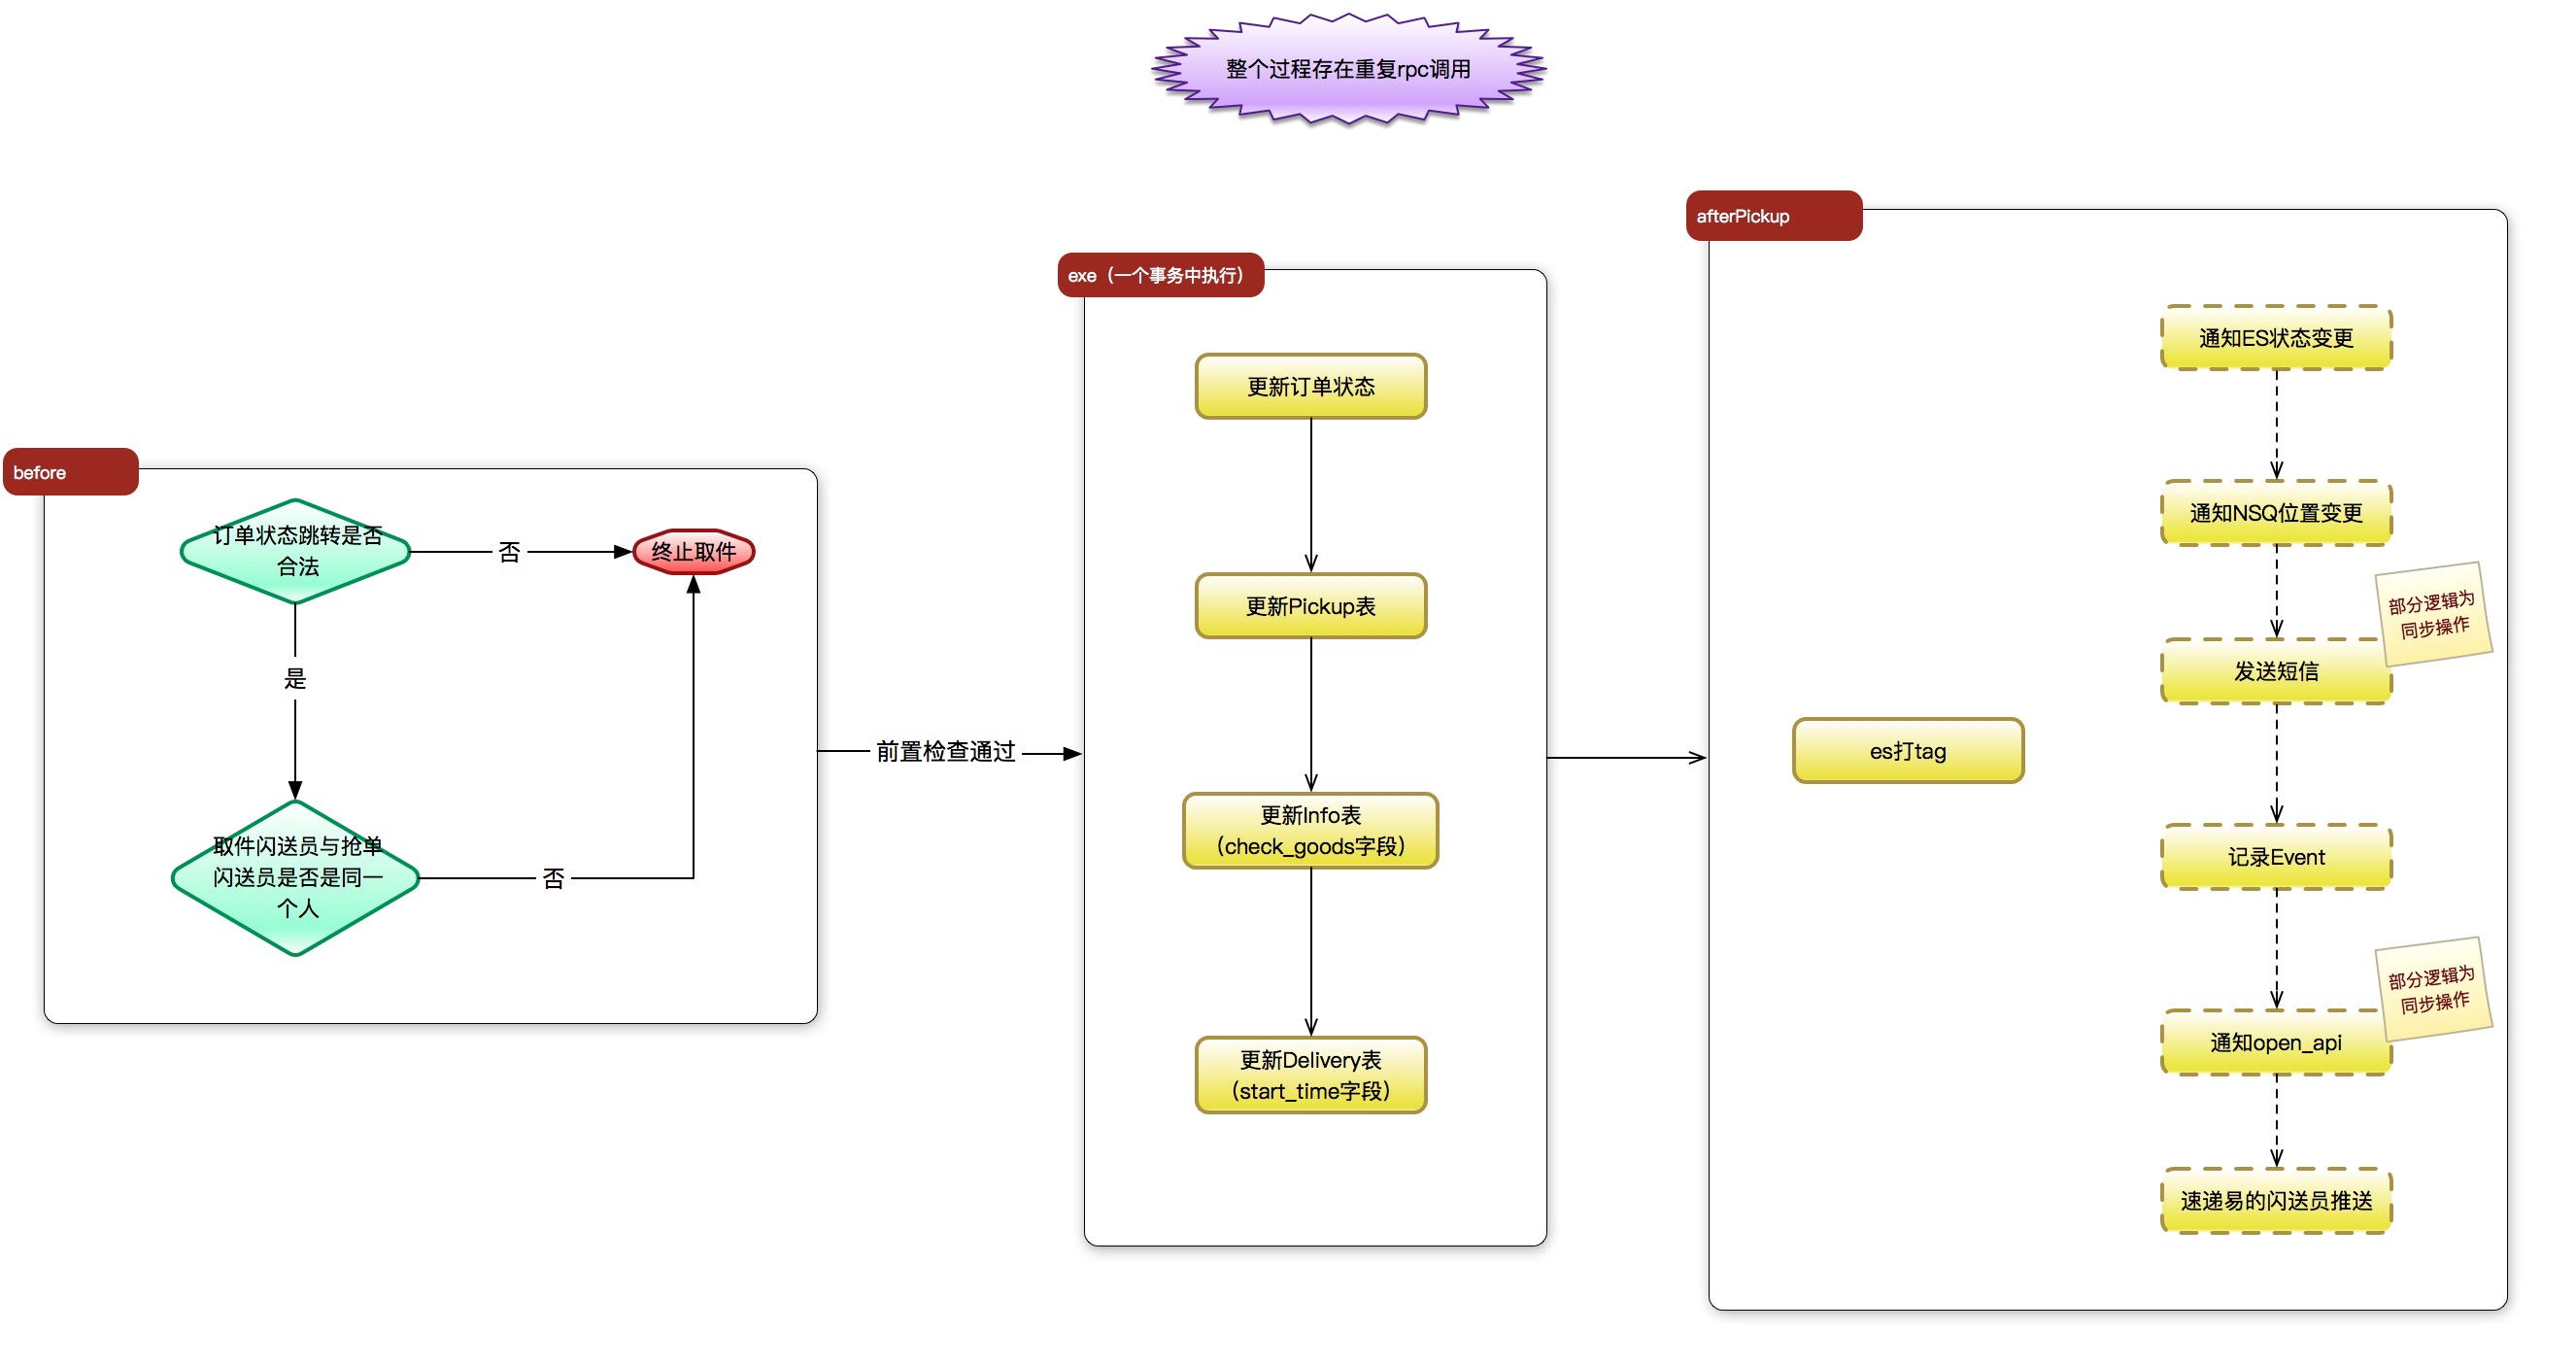 整个过程存在重复rpc调用
before
订单状态跳转是否
合法
否
终止取件
是
取件闪送员与抢单
闪送员是否是同一
个人
否
前置检查通过
exe（一个事务中执行）
更新订单状态
更新Pickup表
更新Info表
（check_goods字段）
更新Delivery表
（start_time字段）
afterPickup
es打tag
通知ES状态变更
通知NSQ位置变更
部分逻辑为
同步操作
发送短信
记录Event
部分逻辑为
同步操作
通知open_api
速递易的闪送员推送